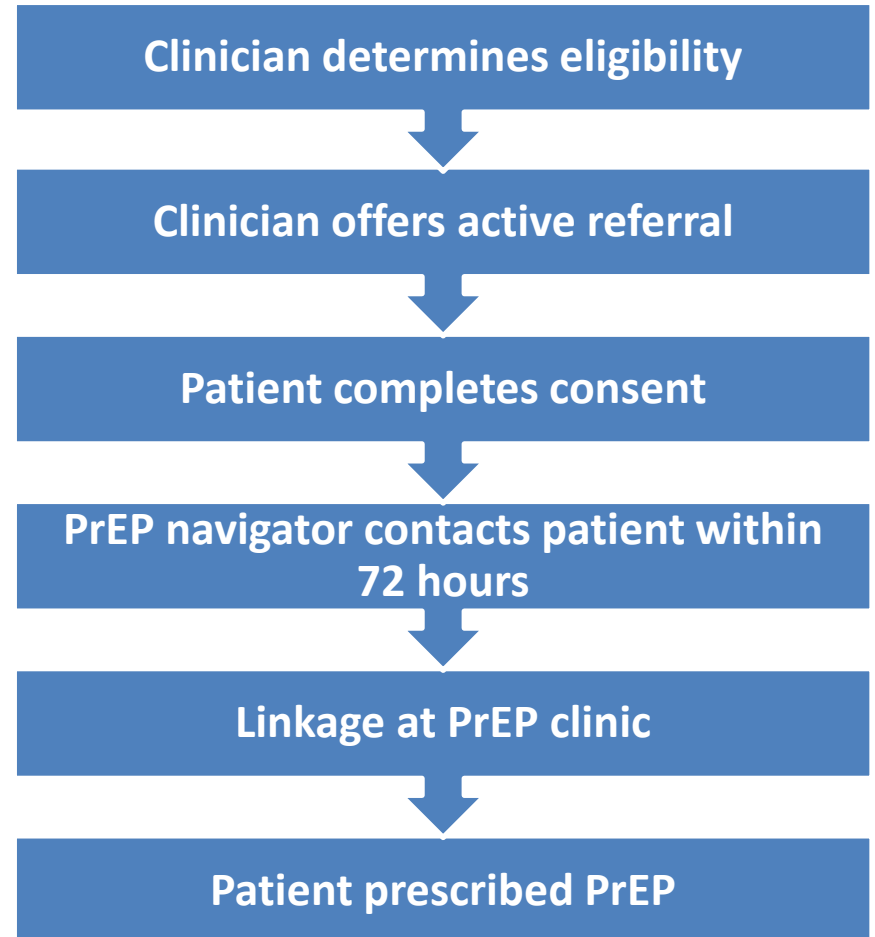 Clinician determines eligibility
Clinician offers active referral
Patient completes consent
PrEP navigator contacts patient within
72 hours
Linkage at PrEP clinic
Patient prescribed PrEP